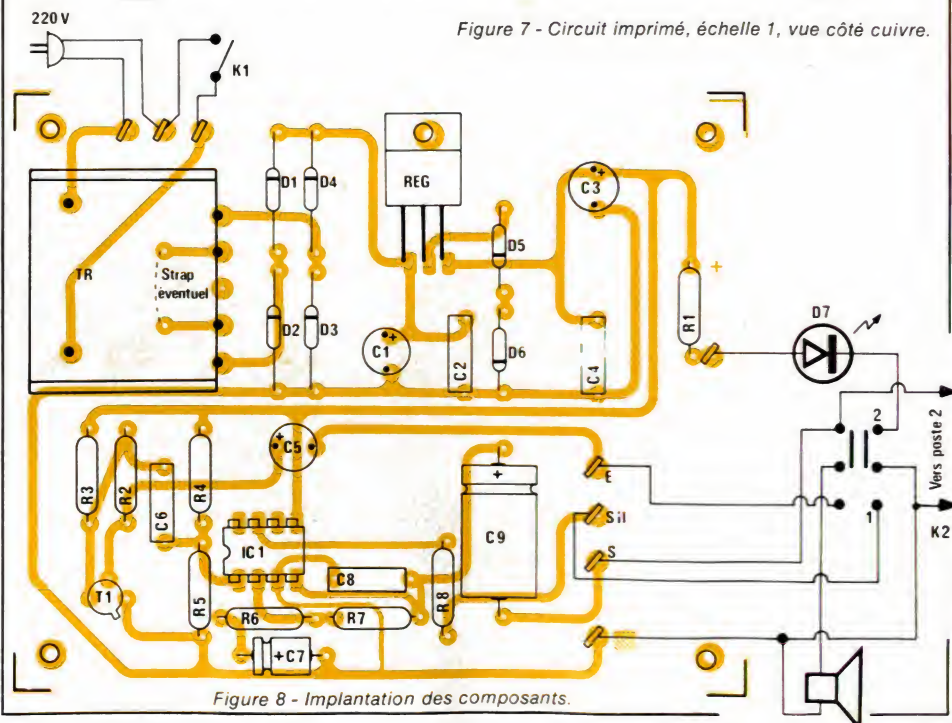 220 V
Figure 7 - Circuit imprimé, échelle 1, vue côté cuivre.
K1
D1
D4
REG
C3
TR
Strap
éventuel
D5
+
R1
D7
D2
D3
C1
+
C2
D6
C4
2
Vers poste 2
R3
R2
C6
R4
+
C5
+
C9
E
Sil
S
1
K2
IC1
C8
T1
R5
R6
R7
R8
+C7
Figure 8 - Implantation des composants.